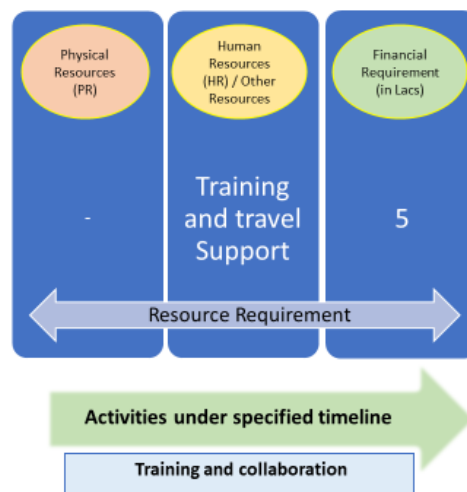 Physical
Resources
(PR)
Human
Resources
(HR) / Other
Resources
Financial
Requirement
(in Lacs)
-
Training
and travel
Support
5
Resource Requirement
Activities under specified timeline
Training and collaboration